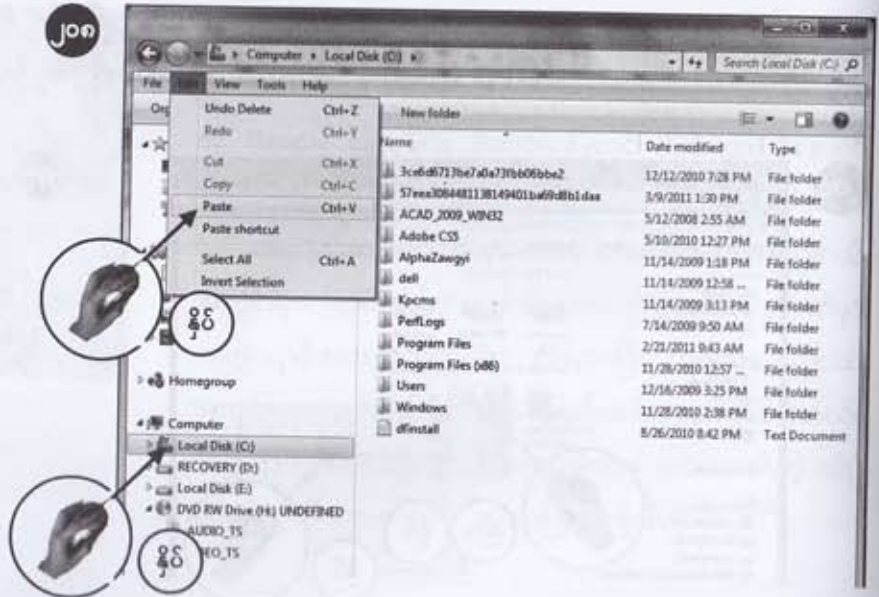 ၂၀၈
Computer ▸ Local Disk (C:) ▸
Search Local Disk (C:)
File View Tools Help
New folder
Undo Delete Ctrl+Z
Redo Ctrl+Y
Cut Ctrl+X
Copy Ctrl+C
Paste Ctrl+V
Paste shortcut
Select All Ctrl+A
Invert Selection
Name Date modified Type
12/12/2010 7:28 PM File folder
3/9/2011 1:30 PM File folder
ACAD_2009_WIN32 5/12/2008 2:55 AM File folder
Adobe CS5 5/10/2010 12:27 PM File folder
AlphaZawgyi 11/14/2009 1:18 PM File folder
dell 11/14/2009 12:58 ... File folder
Kpcms 11/14/2009 3:13 PM File folder
PerfLogs 7/14/2009 9:50 AM File folder
Program Files 2/21/2011 9:43 AM File folder
Program Files (x86) 11/28/2010 12:57 ... File folder
Users 12/16/2009 3:25 PM File folder
Windows 11/28/2010 2:38 PM File folder
dfinstall 8/26/2010 8:42 PM Text Document
Homegroup
Computer
Local Disk (C:)
RECOVERY (D:)
Local Disk (E:)
DVD RW Drive (H:) UNDEFINED
AUDIO_TS